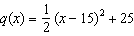 q(x) = 1/2 (x − 15)² + 25